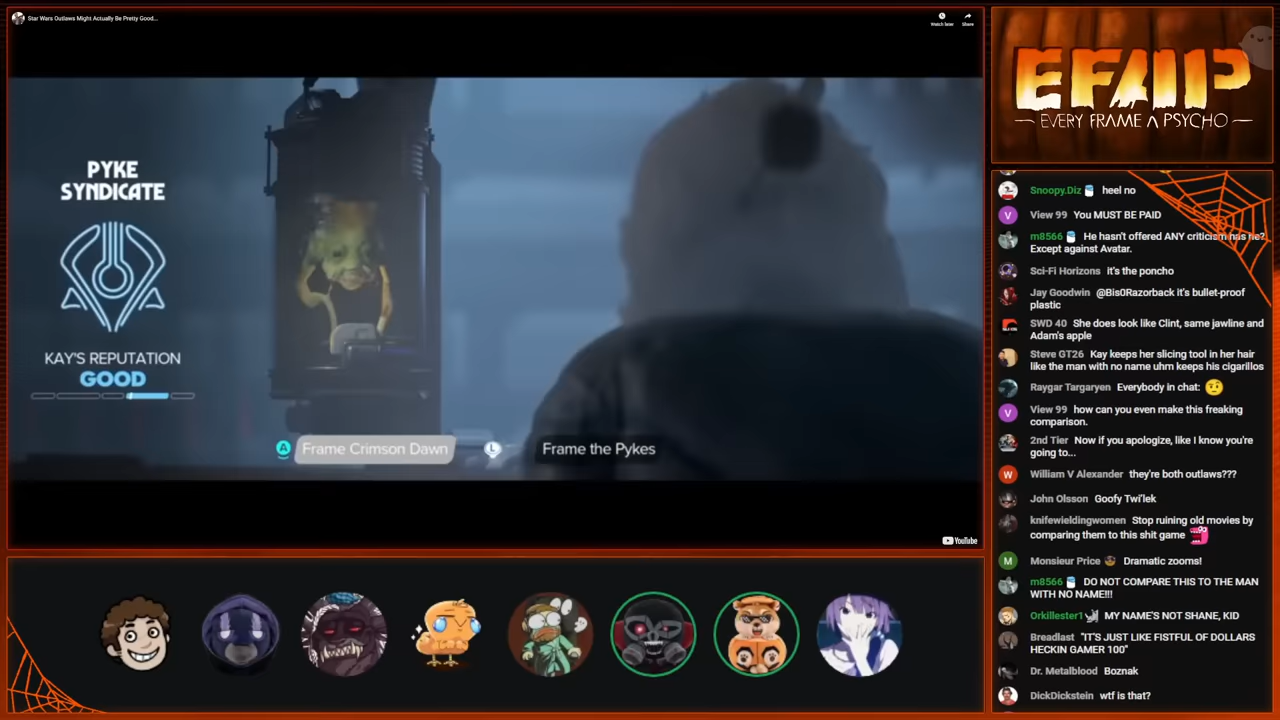 Star Wars Outlaws Might Actually Be Pretty Good...
Watch later
Share
PYKE
SYNDICATE
KAY'S REPUTATION
GOOD
A Frame Crimson Dawn
L Frame the Pykes
YouTube
EFAP
EVERY FRAME A PSYCHO
Snoopy.Diz heel no
V View 99 You MUST BE PAID
m8566 He hasn't offered ANY criticism has he?
Except against Avatar.
Sci-Fi Horizons it's the poncho
Jay Goodwin @Bis0Razorback it's bullet-proof
plastic
SWD 40 She does look like Clint, same jawline and
Adam's apple
Steve GT26 Kay keeps her slicing tool in her hair
like the man with no name uhm keeps his cigarillos
Raygar Targaryen Everybody in chat: 🤨
V View 99 how can you even make this freaking
comparison.
2nd Tier Now if you apologize, like I know you're
going to...
W William V Alexander they're both outlaws???
John Olsson Goofy Twi'lek
knifewieldingwomen Stop ruining old movies by
comparing them to this shit game
M Monsieur Price Dramatic zooms!
m8566 DO NOT COMPARE THIS TO THE MAN
WITH NO NAME!!!
Orkillester1 MY NAME'S NOT SHANE, KID
Breadlast "IT'S JUST LIKE FISTFUL OF DOLLARS
HECKIN GAMER 100"
Dr. Metalblood Boznak
DickDickstein wtf is that?